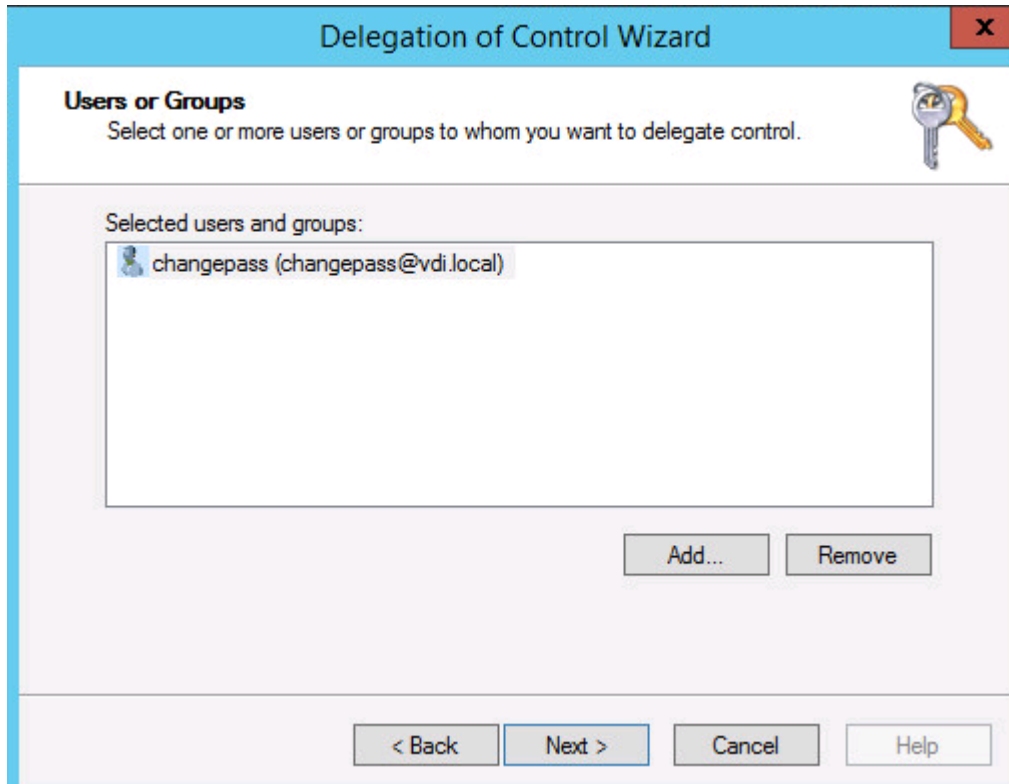 Delegation of Control Wizard
x
Users or Groups
Select one or more users or groups to whom you want to delegate control.
Selected users and groups:
changepass (changepass@vdi.local)
Add...
Remove
< Back
Next >
Cancel
Help